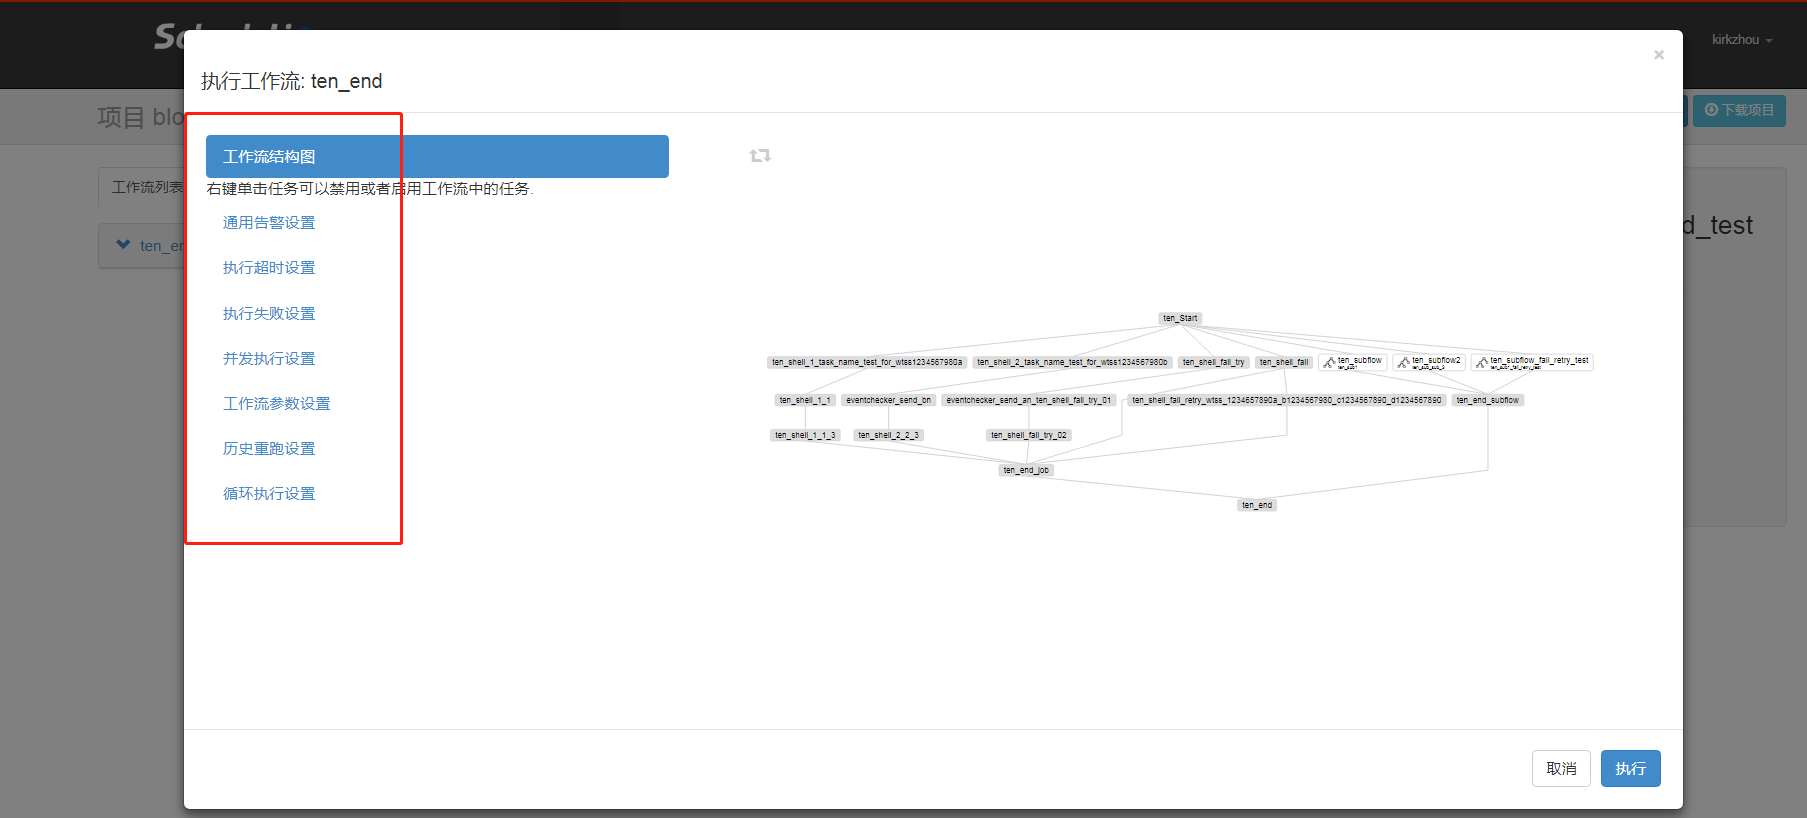 kirkzhou
执行工作流: ten_end
×
项目 blo
下载项目
工作流结构图
右键单击任务可以禁用或者启用工作流中的任务.
工作流列表
通用告警设置
d_test
ten_en
执行超时设置
执行失败设置
并发执行设置
工作流参数设置
历史重跑设置
循环执行设置
ten_Start
ten_shell_1_task_name_test_for_wtss1234567980a
ten_shell_2_task_name_test_for_wtss1234567980b
ten_shell_fail_try
ten_shell_fail
ten_subflow
ten_subflow2
ten_subflow_fail_retry_test
ten_shell_1_1
eventchecker_send_bn
eventchecker_send_an_ten_shell_fail_try_01
ten_shell_fail_retry_wtss_1234657890a_b1234567980_c1234567890_d1234567890
ten_end_subflow
ten_shell_1_1_3
ten_shell_2_2_3
ten_shell_fail_try_02
ten_end_job
ten_end
取消
执行